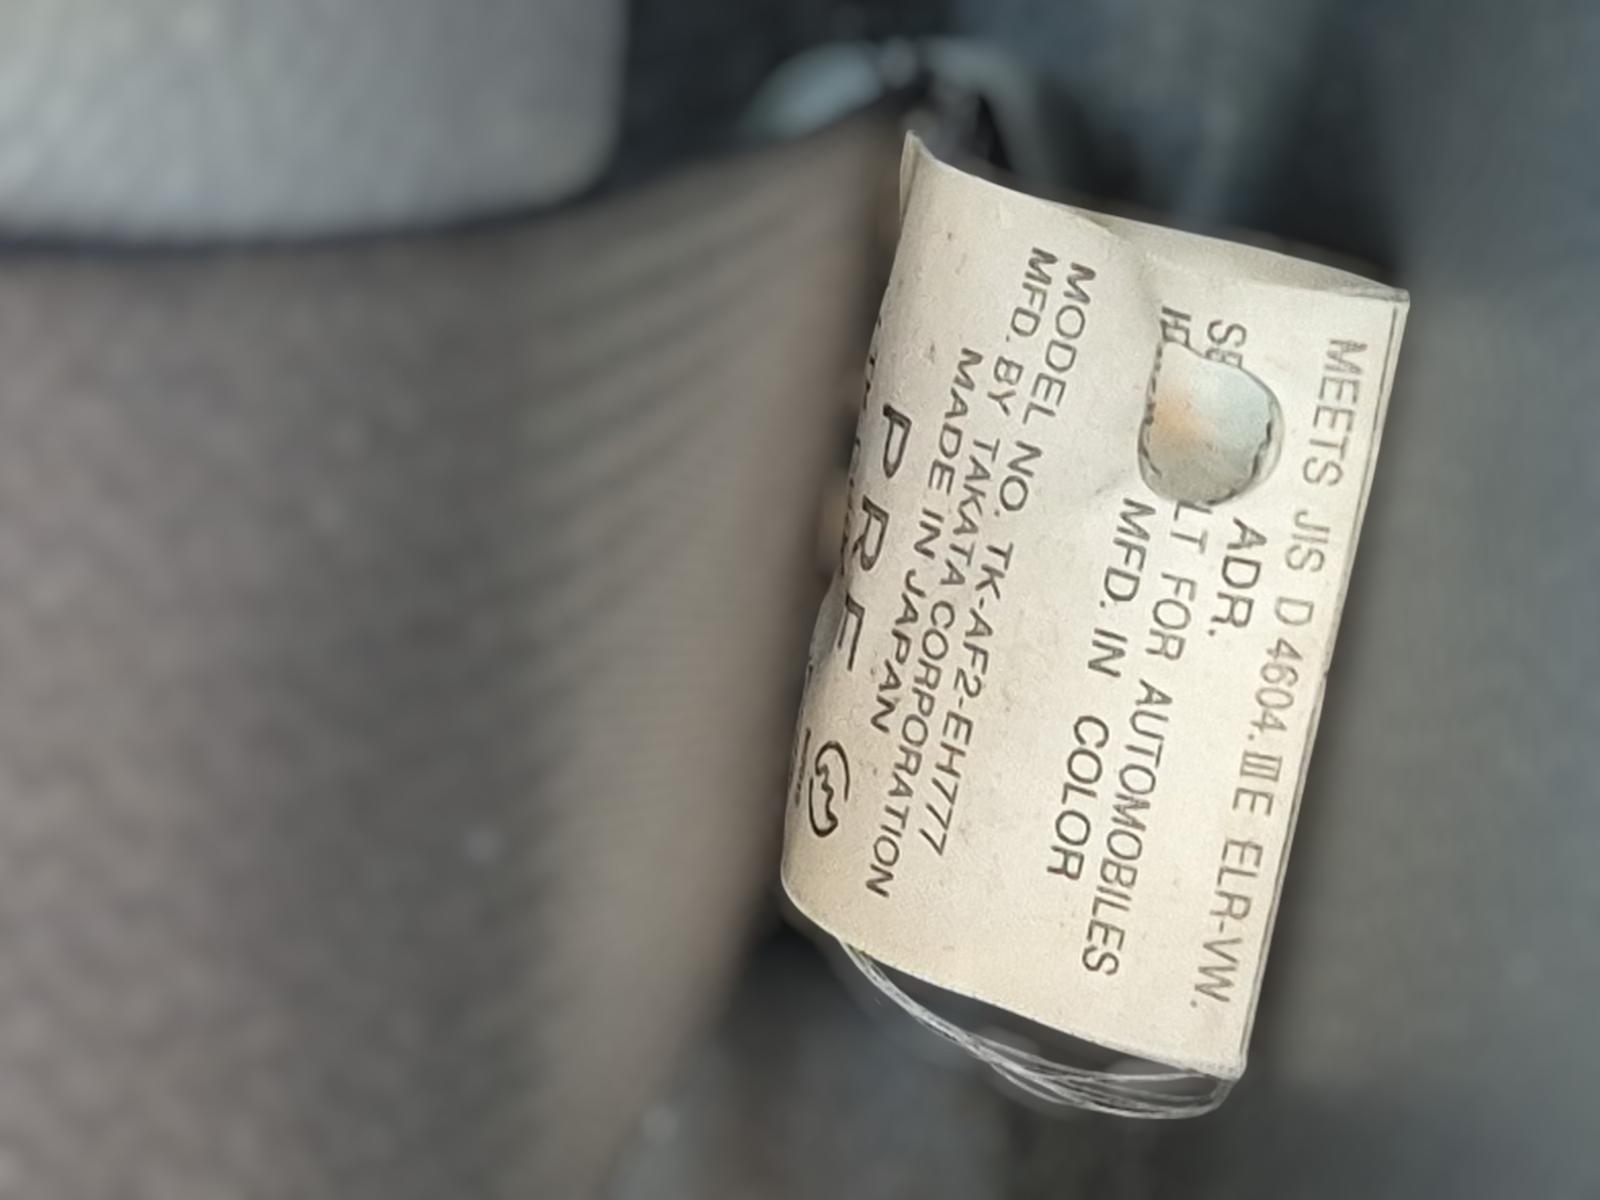 MEETS JIS D 4604. Ⅲ E ELR-VW.
ADR.
LT FOR AUTOMOBILES
MFD. IN COLOR
MODEL NO. TK-AF2-EH777
MFD. BY TAKATA CORPORATION
MADE IN JAPAN